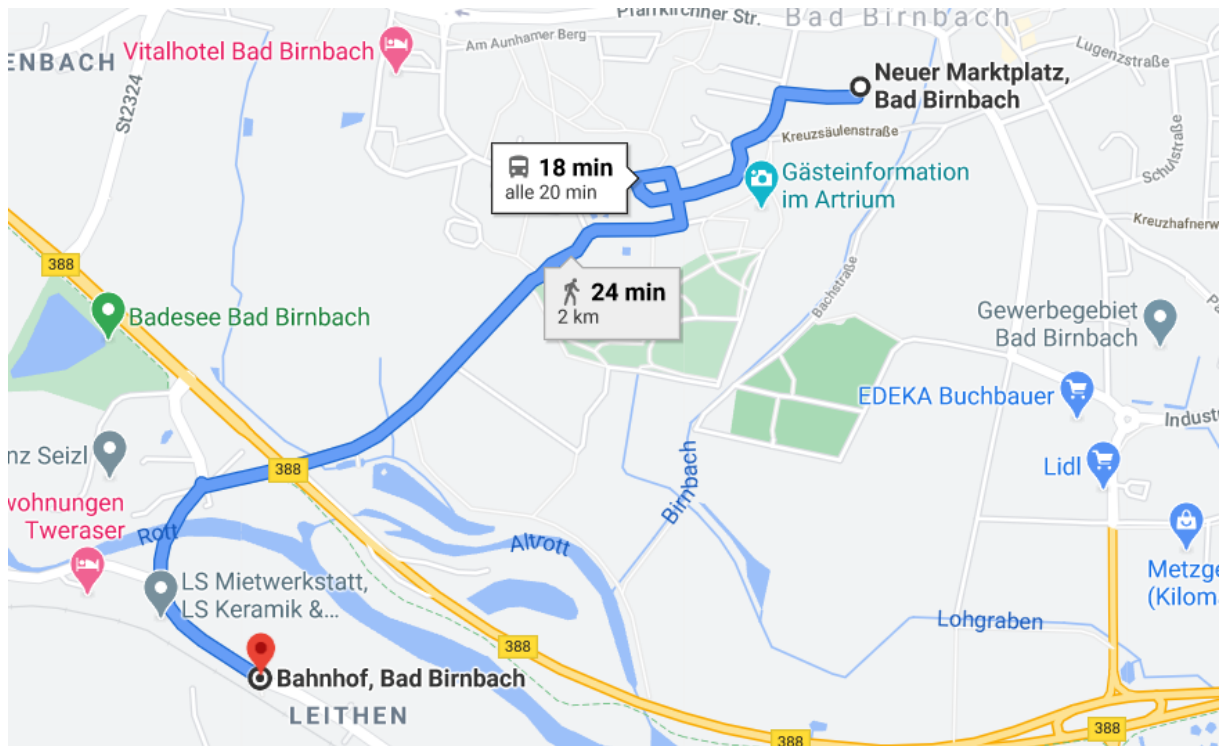 Pfarrkirchner Str.
Bad Birnbach
Am Aunhamer Berg
Lugenzstraße
Vitalhotel Bad Birnbach
ENBACH
St2324
Neuer Marktplatz,
Bad Birnbach
Kreuzsäulenstraße
Schulstraße
18 min
alle 20 min
Gästeinformation
im Artrium
Kreuzhafnerw
388
24 min
2 km
Bachstraße
Badesee Bad Birnbach
Gewerbegebiet
Bad Birnbach
EDEKA Buchbauer
Industr
nz Seizl
388
Lidl
wohnungen
Tweraser
Rott
Birnbach
Altrott
LS Mietwerkstatt,
LS Keramik &...
Metzge
(Kiloma
Lohgraben
388
Bahnhof, Bad Birnbach
LEITHEN
388
388